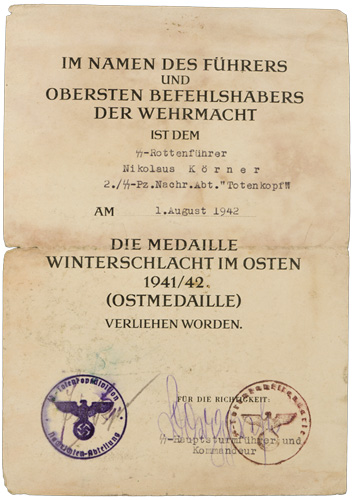 IM NAMEN DES FÜHRERS
UND
OBERSTEN BEFEHLSHABERS
DER WEHRMACHT
IST DEM
ᛋᛋ-Rottenführer
Nikolaus Körner
2./ᛋᛋ-Pz.Nachr.Abt."Totenkopf"
AM 1.August 1942
DIE MEDAILLE
WINTERSCHLACHT IM OSTEN
1941/42.
(OSTMEDAILLE)
VERLIEHEN WORDEN.
FÜR DIE RICHTIGKEIT:
ᛋᛋ-Hauptsturmführer und
Kommandeur
Nachrichten-Abteilung